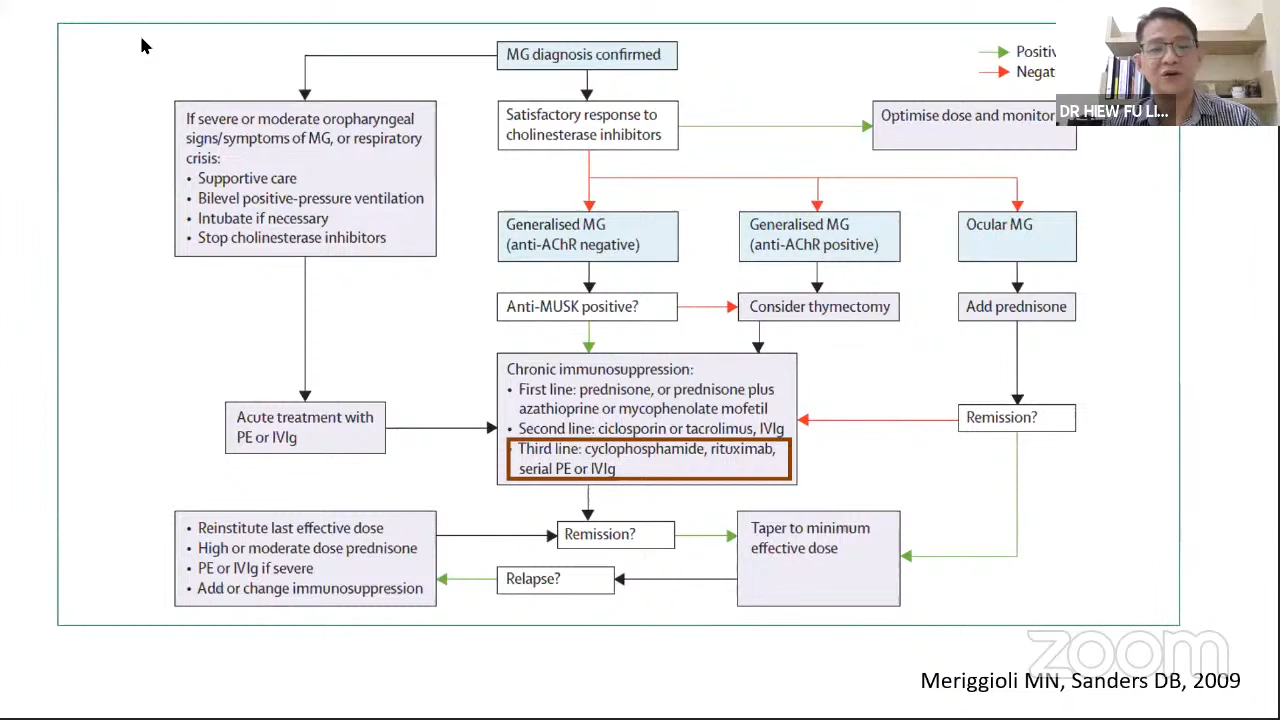 MG diagnosis confirmed
Positiv
Negat
DR HIEW FU LI...
If severe or moderate oropharyngeal
signs/symptoms of MG, or respiratory
crisis:
• Supportive care
• Bilevel positive-pressure ventilation
• Intubate if necessary
• Stop cholinesterase inhibitors
Satisfactory response to
cholinesterase inhibitors
Optimise dose and monitor
Generalised MG
(anti-AChR negative)
Generalised MG
(anti-AChR positive)
Ocular MG
Anti-MUSK positive?
Consider thymectomy
Add prednisone
Chronic immunosuppression:
• First line: prednisone, or prednisone plus
azathioprine or mycophenolate mofetil
• Second line: ciclosporin or tacrolimus, IVIg
• Third line: cyclophosphamide, rituximab,
serial PE or IVIg
Acute treatment with
PE or IVIg
Remission?
• Reinstitute last effective dose
• High or moderate dose prednisone
• PE or IVIg if severe
• Add or change immunosuppression
Remission?
Relapse?
Taper to minimum
effective dose
zoom
Meriggioli MN, Sanders DB, 2009